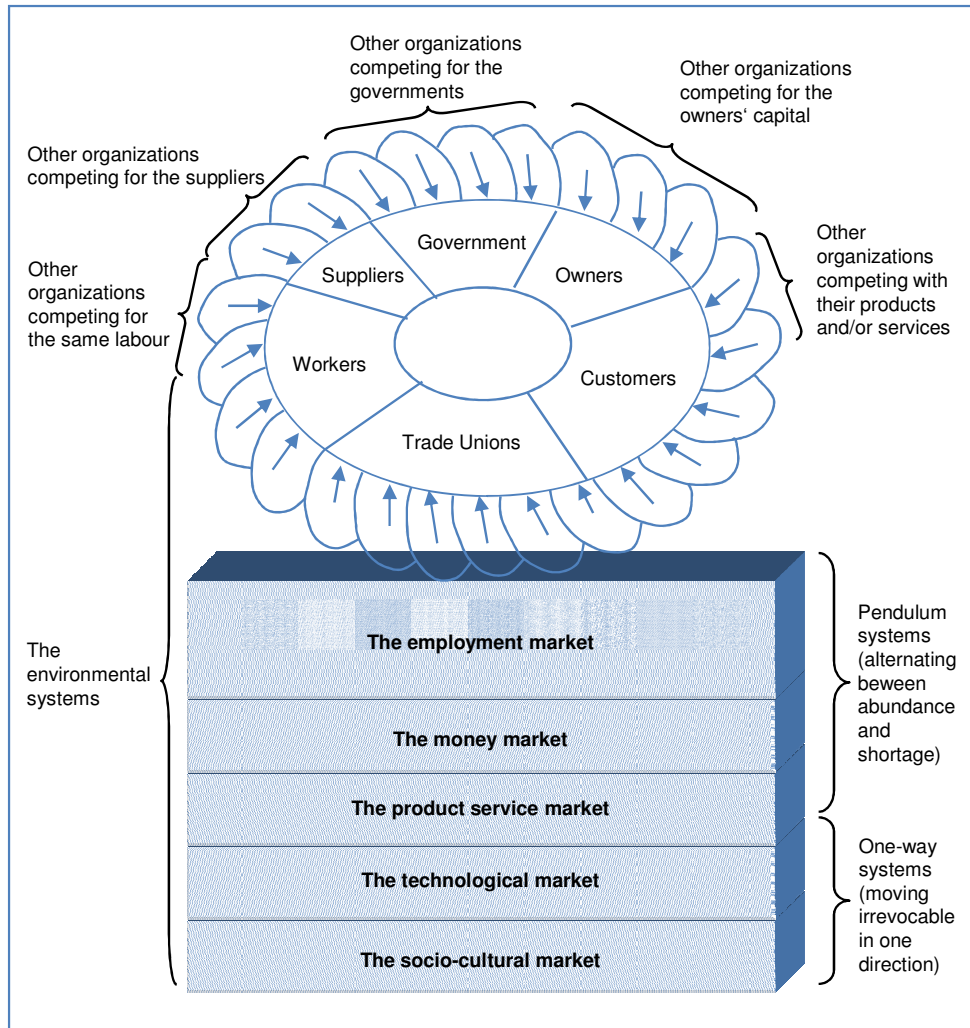 Other organizations
competing for the
governments
Other organizations
competing for the
owners‘ capital
Other organizations
competing for the suppliers
Other
organizations
competing for
the same labour
Other
organizations
competing with
their products
and/or services
Government
Suppliers
Owners
Workers
Customers
Trade Unions
The
environmental
systems
The employment market
The money market
The product service market
The technological market
The socio-cultural market
Pendulum
systems
(alternating
beween
abundance
and
shortage)
One-way
systems
(moving
irrevocable
in one
direction)